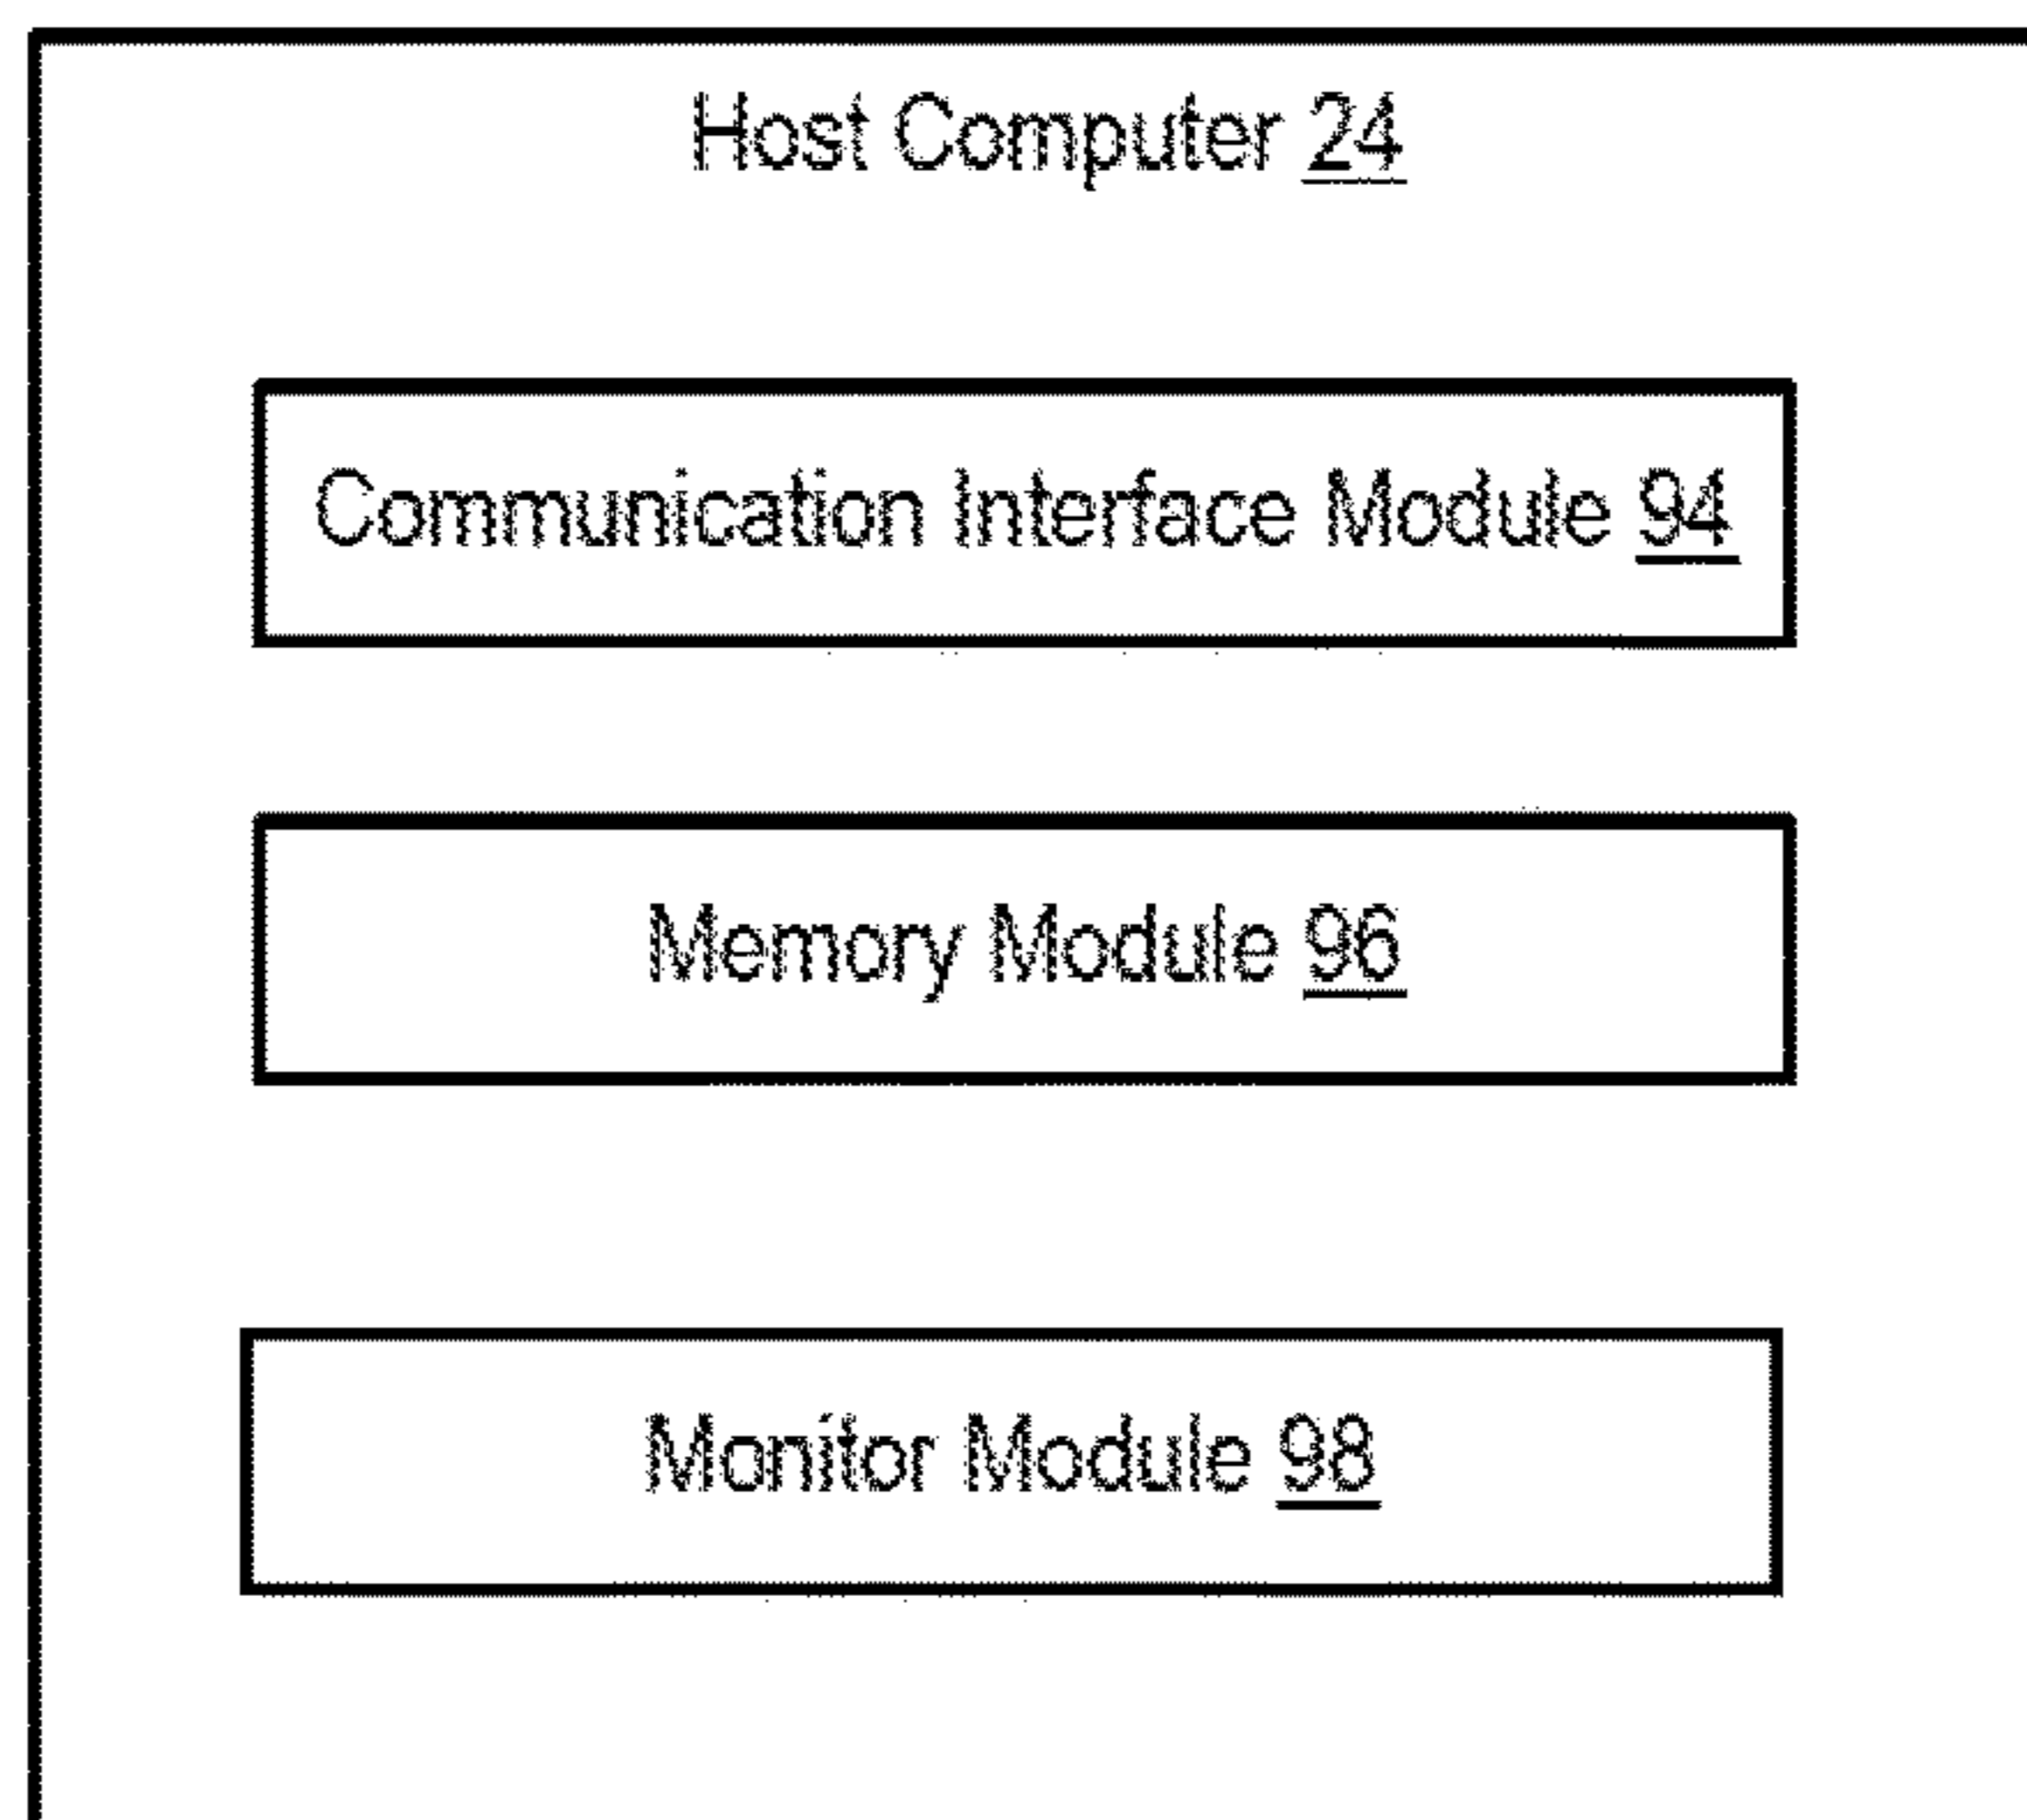 Host Computer 24
Communication Interface Module 94
Memory Module 96
Monitor Module 98